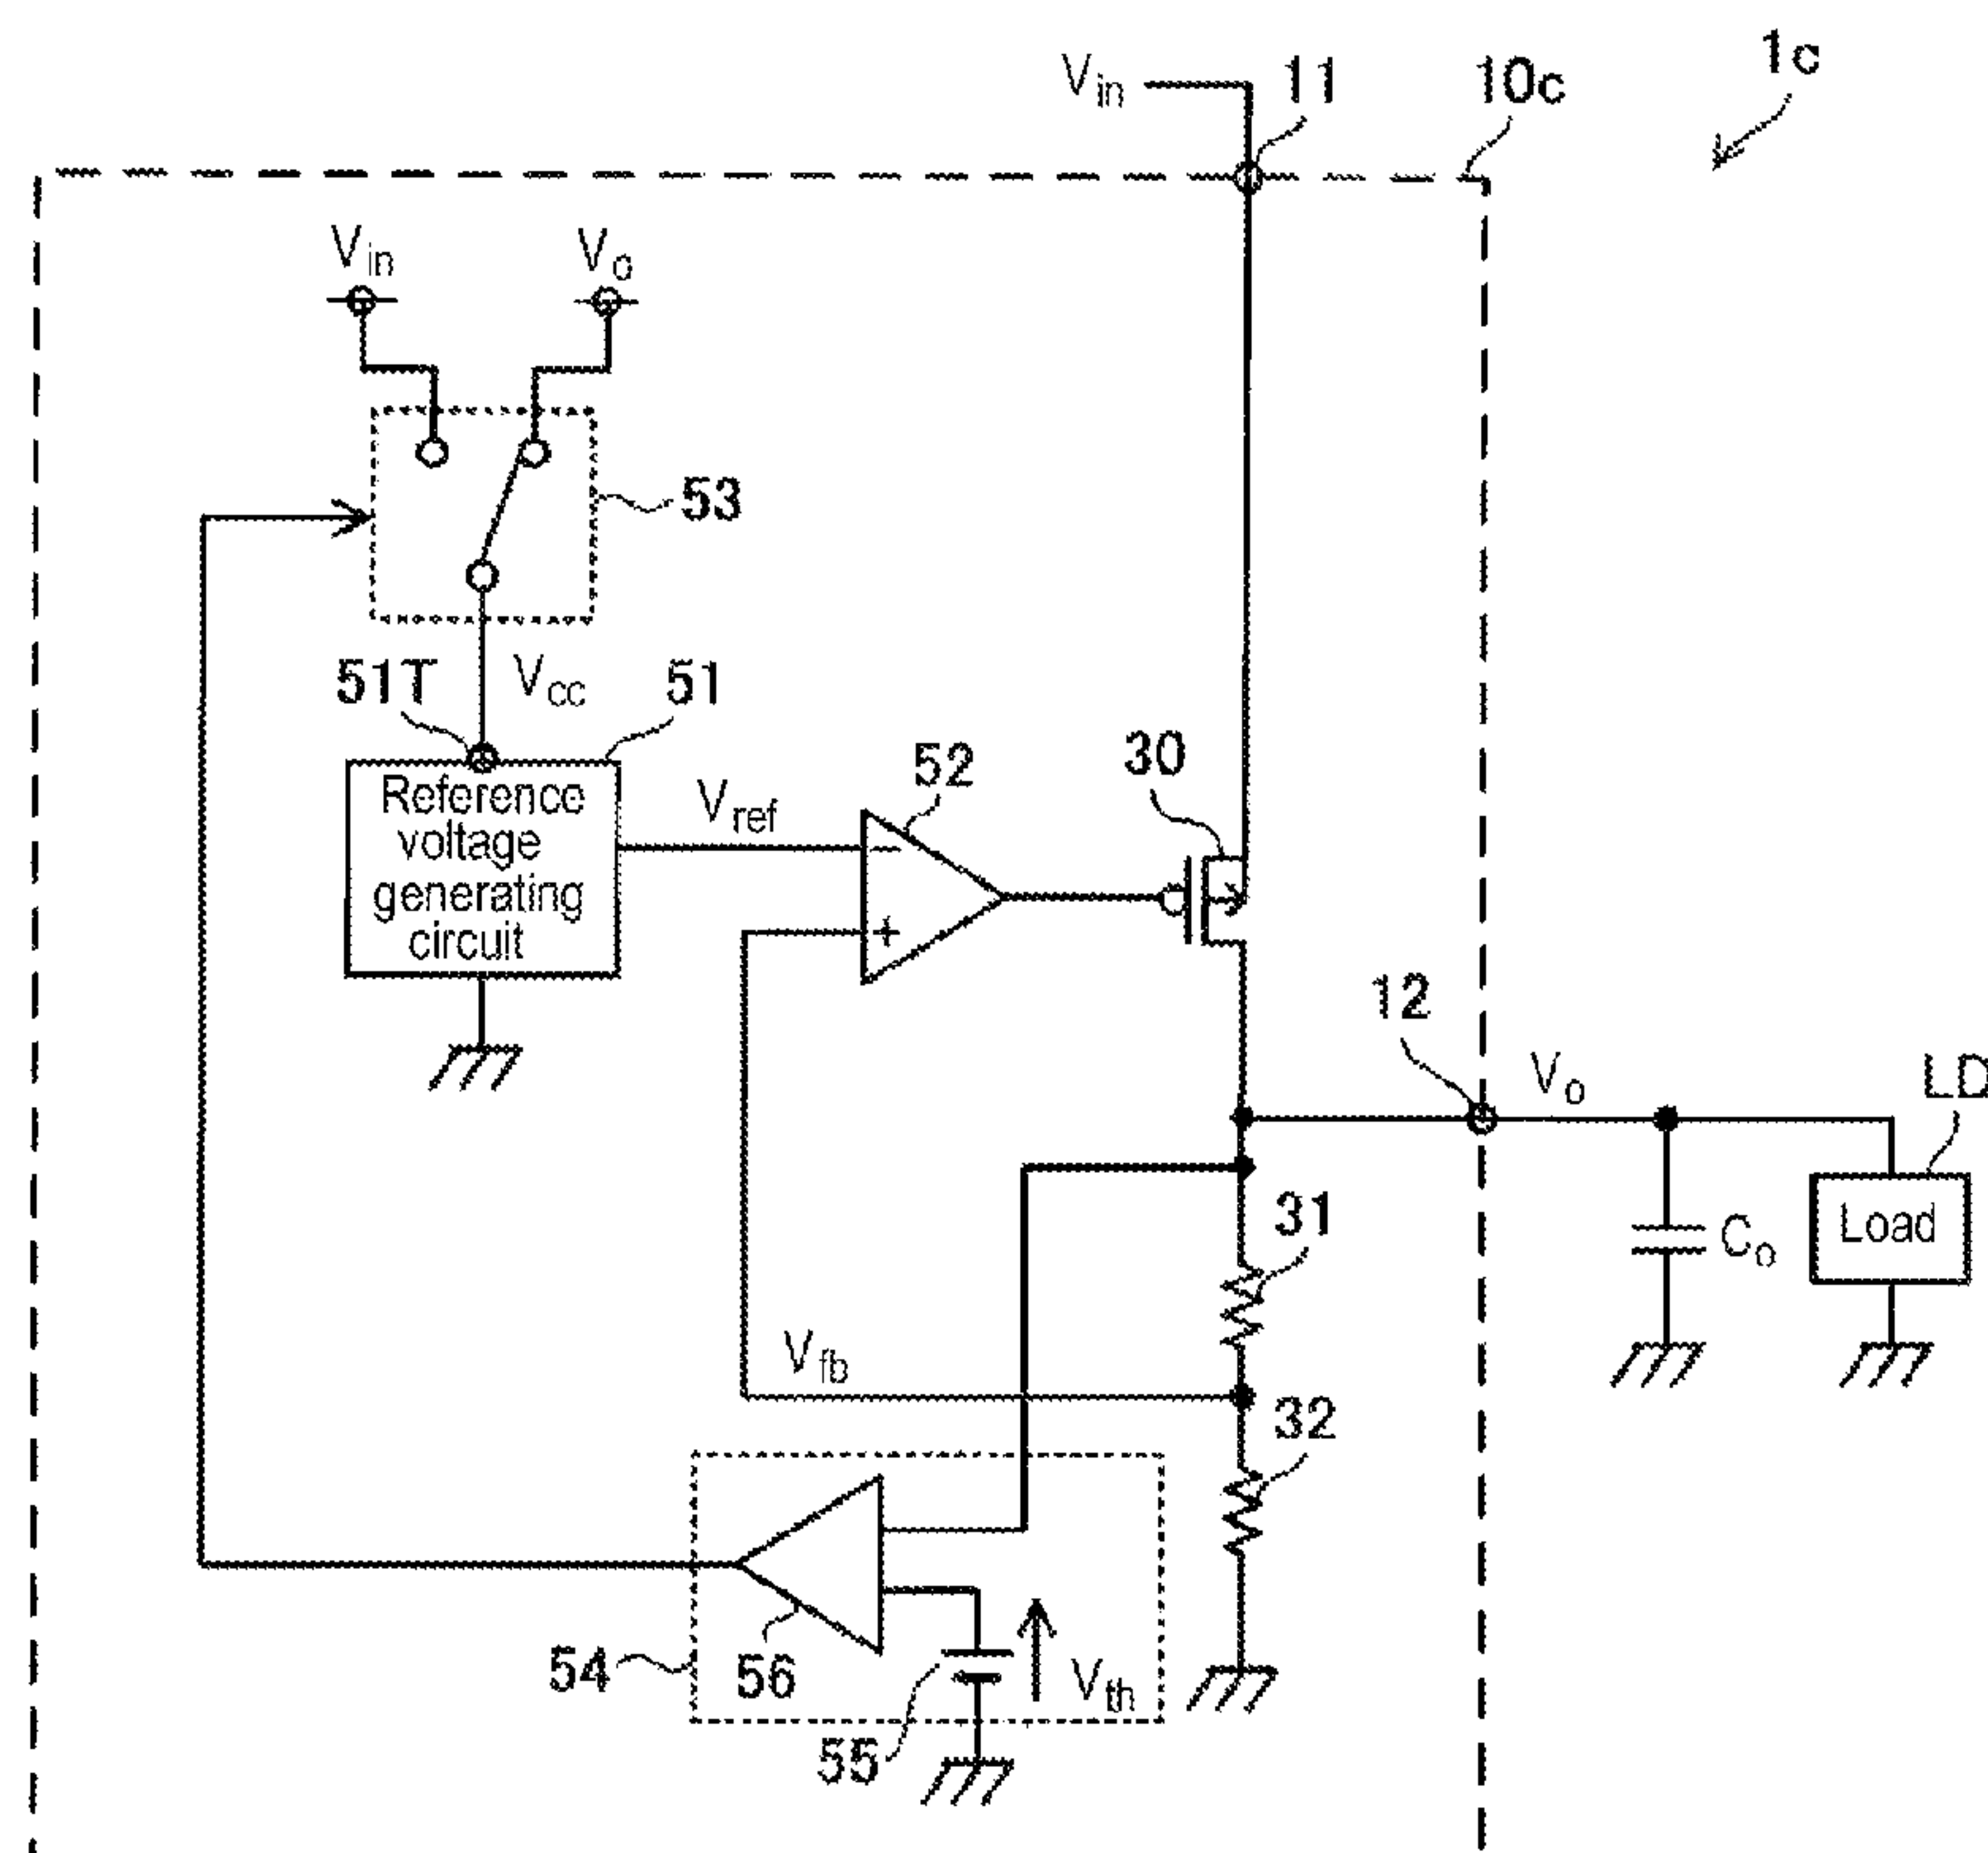 1c
Vin
11
10c
Vin
Vo
53
51T
Vcc
51
Reference
voltage
generating
circuit
Vref
52
−
+
30
12
Vo
LD
31
Co
Load
Vfb
32
54
56
55
Vth